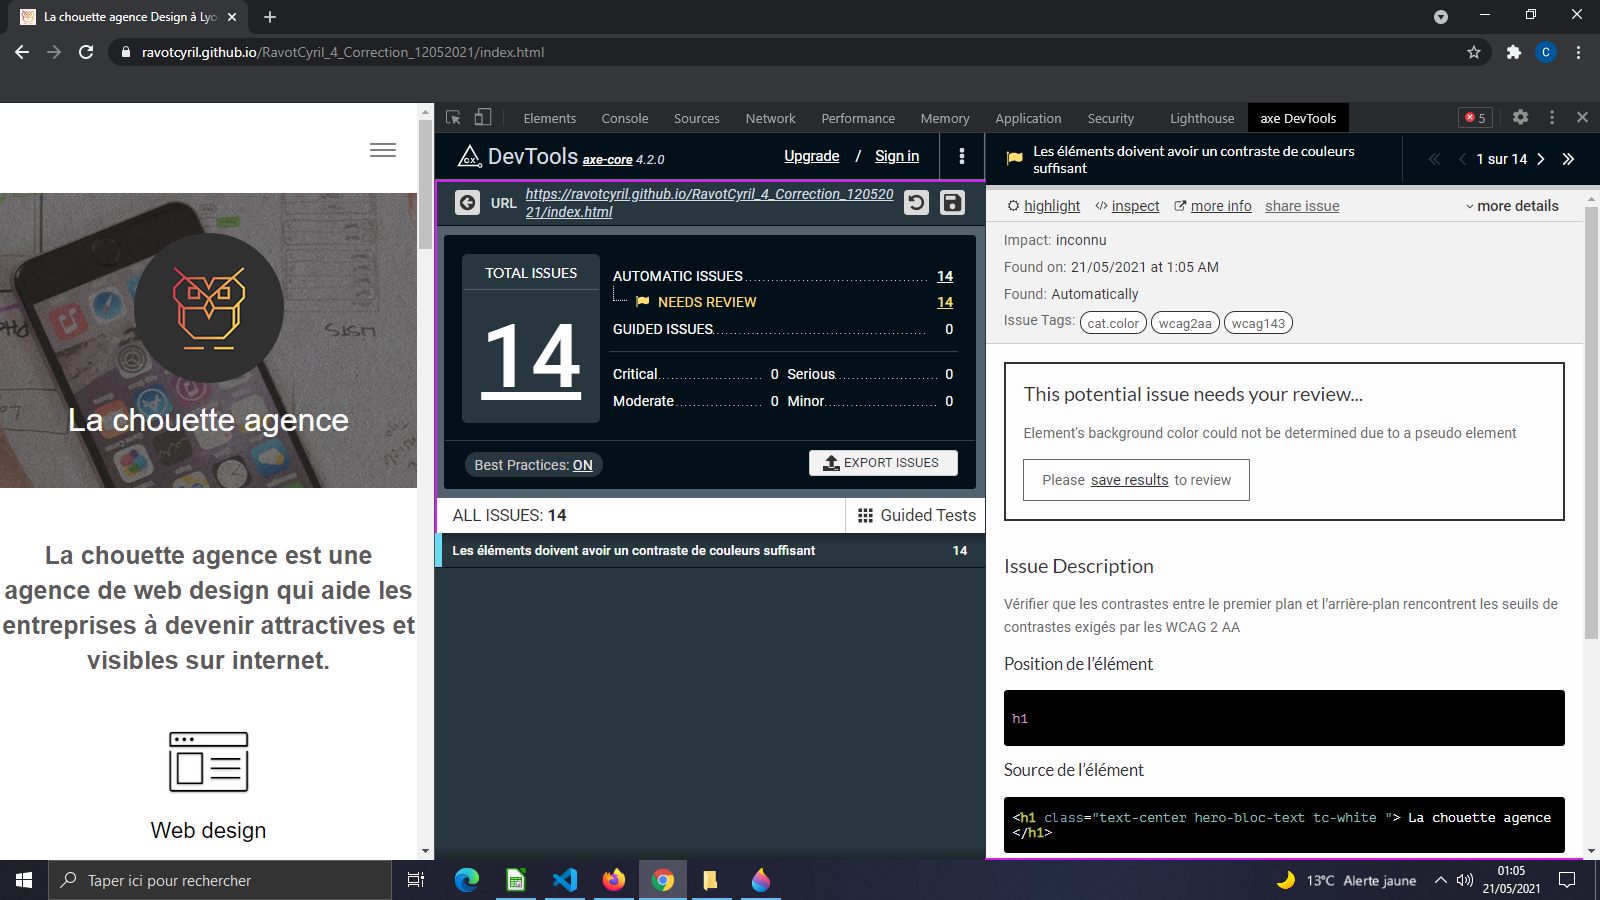 La chouette agence Design à Lyo
ravotcyril.github.io/RavotCyril_4_Correction_12052021/index.html
C
Elements
Console
Sources
Network
Performance
Memory
Application
Security
Lighthouse
axe DevTools
5
DevTools axe-core 4.2.0
Upgrade / Sign in
Les éléments doivent avoir un contraste de couleurs
suffisant
1 sur 14
URL
https://ravotcyril.github.io/RavotCyril_4_Correction_120520
21/index.html
highlight
inspect
more info
share issue
more details
TOTAL ISSUES
14
AUTOMATIC ISSUES 14
NEEDS REVIEW 14
GUIDED ISSUES 0
Critical 0 Serious 0
Moderate 0 Minor 0
Best Practices: ON
EXPORT ISSUES
ALL ISSUES: 14
Guided Tests
Les éléments doivent avoir un contraste de couleurs suffisant 14
Impact: inconnu
Found on: 21/05/2021 at 1:05 AM
Found: Automatically
Issue Tags: cat.color wcag2aa wcag143
This potential issue needs your review...
Element's background color could not be determined due to a pseudo element
Please save results to review
Issue Description
Vérifier que les contrastes entre le premier plan et l'arrière-plan rencontrent les seuils de
contrastes exigés par les WCAG 2 AA
Position de l'élément
h1
Source de l'élément
<h1 class="text-center hero-bloc-text tc-white "> La chouette agence
</h1>
La chouette agence
La chouette agence est une
agence de web design qui aide les
entreprises à devenir attractives et
visibles sur internet.
Web design
Taper ici pour rechercher
13°C Alerte jaune
01:05
21/05/2021